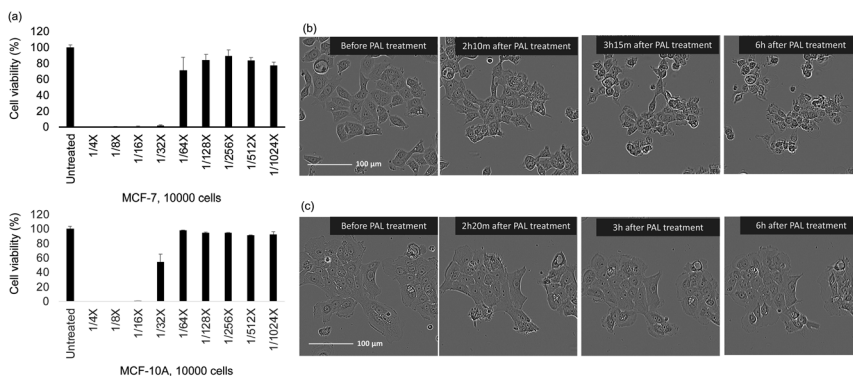 (a)
Cell viability (%)
120
100
80
60
40
20
0
Untreated
1/4X
1/8X
1/16X
1/32X
1/64X
1/128X
1/256X
1/512X
1/1024X
MCF-7, 10000 cells
Cell viability (%)
120
100
80
60
40
20
0
Untreated
1/4X
1/8X
1/16X
1/32X
1/64X
1/128X
1/256X
1/512X
1/1024X
MCF-10A, 10000 cells
(b)
Before PAL treatment
2h10m after PAL treatment
3h15m after PAL treatment
6h after PAL treatment
100 µm
(c)
Before PAL treatment
2h20m after PAL treatment
3h after PAL treatment
6h after PAL treatment
100 µm